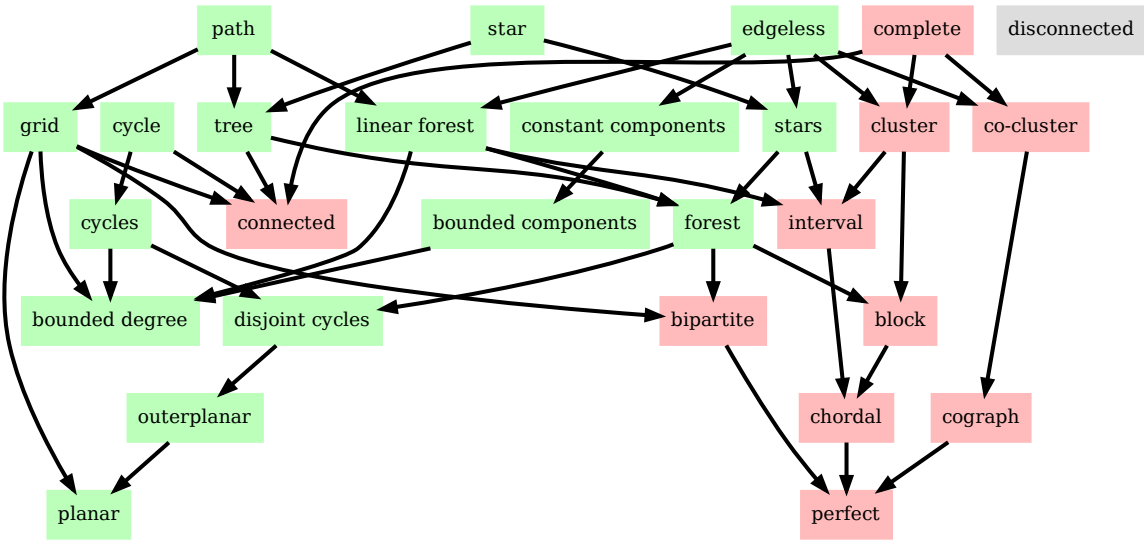 path
star
edgeless
complete
disconnected
grid
cycle
tree
linear forest
constant components
stars
cluster
co-cluster
cycles
connected
bounded components
forest
interval
bounded degree
disjoint cycles
bipartite
block
outerplanar
chordal
cograph
planar
perfect